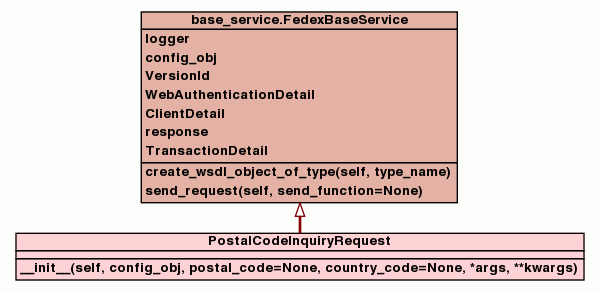 base_service.FedexBaseService
logger
config_obj
VersionId
WebAuthenticationDetail
ClientDetail
response
TransactionDetail
create_wsdl_object_of_type(self, type_name)
send_request(self, send_function=None)
PostalCodeInquiryRequest
__init__(self, config_obj, postal_code=None, country_code=None, *args, **kwargs)